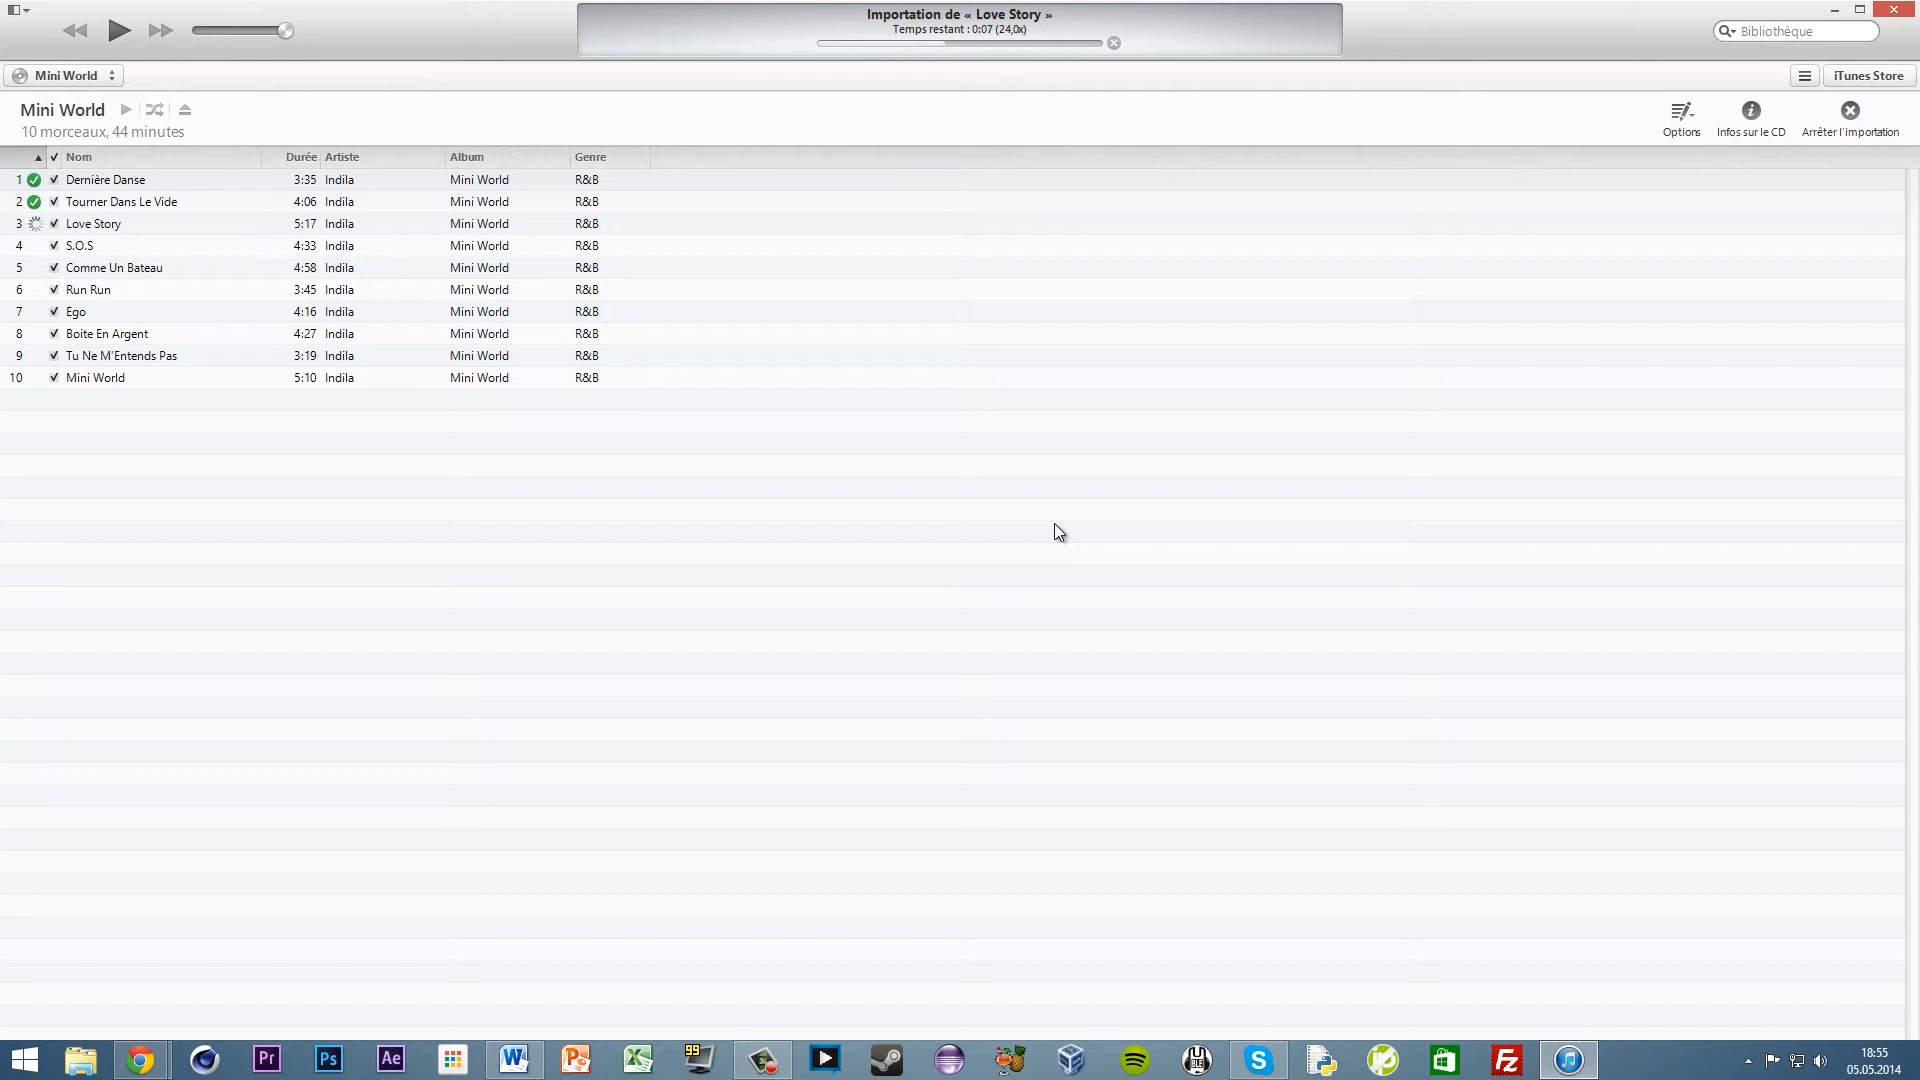 Importation de « Love Story »
Temps restant : 0:07 (24,0x)
Bibliothèque
Mini World
iTunes Store
Mini World
10 morceaux, 44 minutes
Options
Infos sur le CD
Arrêter l'importation
Nom Durée Artiste Album Genre
1 Dernière Danse 3:35 Indila Mini World R&B
2 Tourner Dans Le Vide 4:06 Indila Mini World R&B
3 Love Story 5:17 Indila Mini World R&B
4 S.O.S 4:33 Indila Mini World R&B
5 Comme Un Bateau 4:58 Indila Mini World R&B
6 Run Run 3:45 Indila Mini World R&B
7 Ego 4:16 Indila Mini World R&B
8 Boite En Argent 4:27 Indila Mini World R&B
9 Tu Ne M'Entends Pas 3:19 Indila Mini World R&B
10 Mini World 5:10 Indila Mini World R&B
Pr
Ps
Ae
99
18:55
05.05.2014